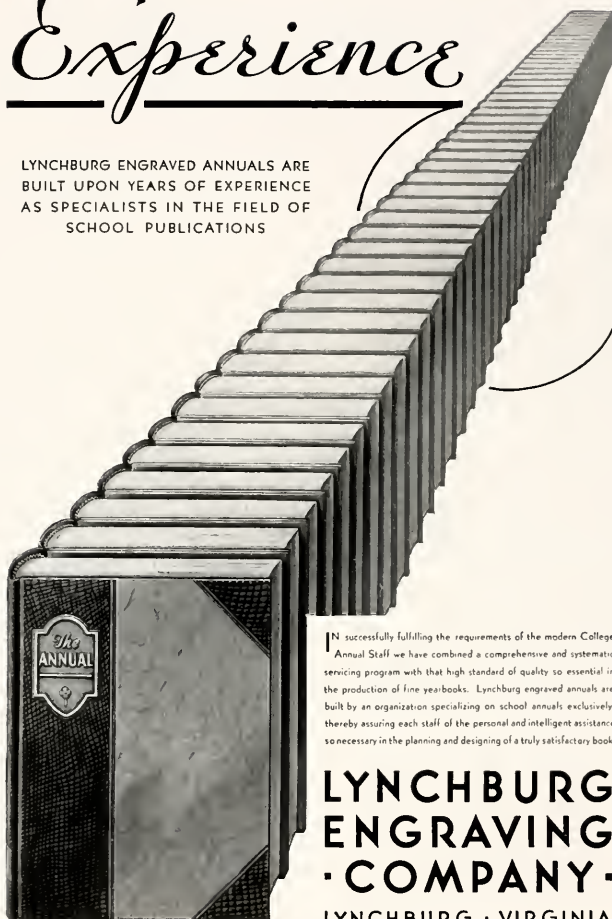 Experience
LYNCHBURG ENGRAVED ANNUALS ARE
BUILT UPON YEARS OF EXPERIENCE
AS SPECIALISTS IN THE FIELD OF
SCHOOL PUBLICATIONS
The
ANNUAL
IN successfully fulfilling the requirements of the modern College
Annual Staff we have combined a comprehensive and systematic
servicing program with that high standard of quality so essential in
the production of fine yearbooks. Lynchburg engraved annuals are
built by an organization specializing on school annuals exclusively
thereby assuring each staff of the personal and intelligent assistance
so necessary in the planning and designing of a truly satisfactory book
LYNCHBURG
ENGRAVING
· COMPANY ·
LYNCHBURG · VIRGINIA